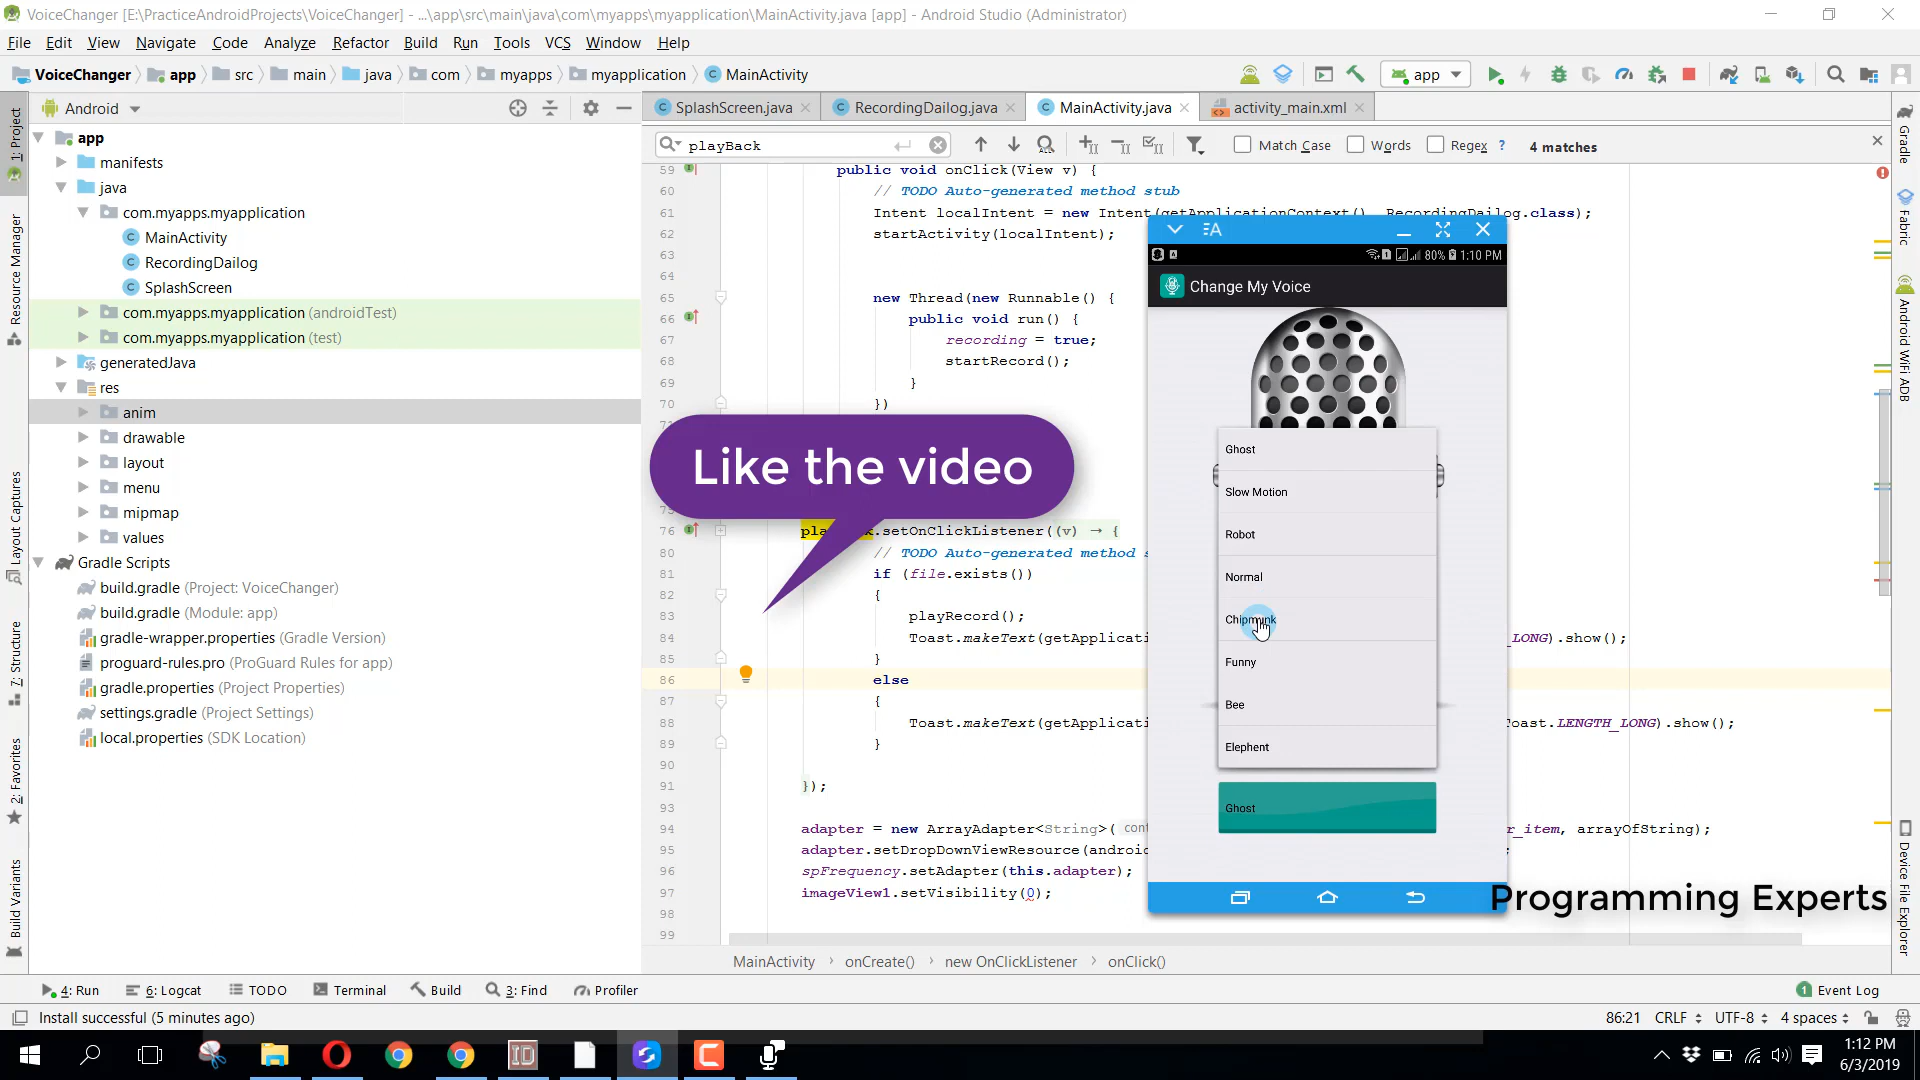 VoiceChanger [E:\PracticeAndroidProjects\VoiceChanger] - ...\app\src\main\java\com\myapps\myapplication\MainActivity.java [app] - Android Studio (Administrator)
File Edit View Navigate Code Analyze Refactor Build Run Tools VCS Window Help
VoiceChanger app src main java com myapps myapplication MainActivity
app
Android
SplashScreen.java RecordingDailog.java MainActivity.java activity_main.xml
playBack
Match Case Words Regex ? 4 matches
1: Project
Resource Manager
Layout Captures
7: Structure
2: Favorites
Build Variants
app
manifests
java
com.myapps.myapplication
MainActivity
RecordingDailog
SplashScreen
com.myapps.myapplication (androidTest)
com.myapps.myapplication (test)
generatedJava
res
anim
drawable
layout
menu
mipmap
values
Gradle Scripts
build.gradle (Project: VoiceChanger)
build.gradle (Module: app)
gradle-wrapper.properties (Gradle Version)
proguard-rules.pro (ProGuard Rules for app)
gradle.properties (Project Properties)
settings.gradle (Project Settings)
local.properties (SDK Location)
59 public void onClick(View v) {
60 // TODO Auto-generated method stub
61 Intent localIntent = new Intent(getApplicationContext(), RecordingDailog.class);
62 startActivity(localIntent);
63
64
65 new Thread(new Runnable() {
66 public void run() {
67 recording = true;
68 startRecord();
69 }
70 })
Like the video
76 .setOnClickListener((v) → {
80 // TODO Auto-generated method
81 if (file.exists())
82 {
83 playRecord();
84 Toast.makeText(getApplicati LONG).show();
85 }
86 else
87 {
88 Toast.makeText(getApplicati oast.LENGTH_LONG).show();
89 }
90
91 });
93
94 adapter = new ArrayAdapter<String>( cont r_item, arrayOfString);
95 adapter.setDropDownViewResource(android
96 spFrequency.setAdapter(this.adapter);
97 imageView1.setVisibility(0);
98
99
80% 1:10 PM
Change My Voice
Ghost
Slow Motion
Robot
Normal
Chipmunk
Funny
Bee
Elephent
Ghost
Programming Experts
Gradle
Fabric
Android WiFi ADB
Device File Explorer
MainActivity › onCreate() › new OnClickListener › onClick()
4: Run 6: Logcat TODO Terminal Build 3: Find Profiler 1 Event Log
Install successful (5 minutes ago) 86:21 CRLF UTF-8 4 spaces
1:12 PM
6/3/2019